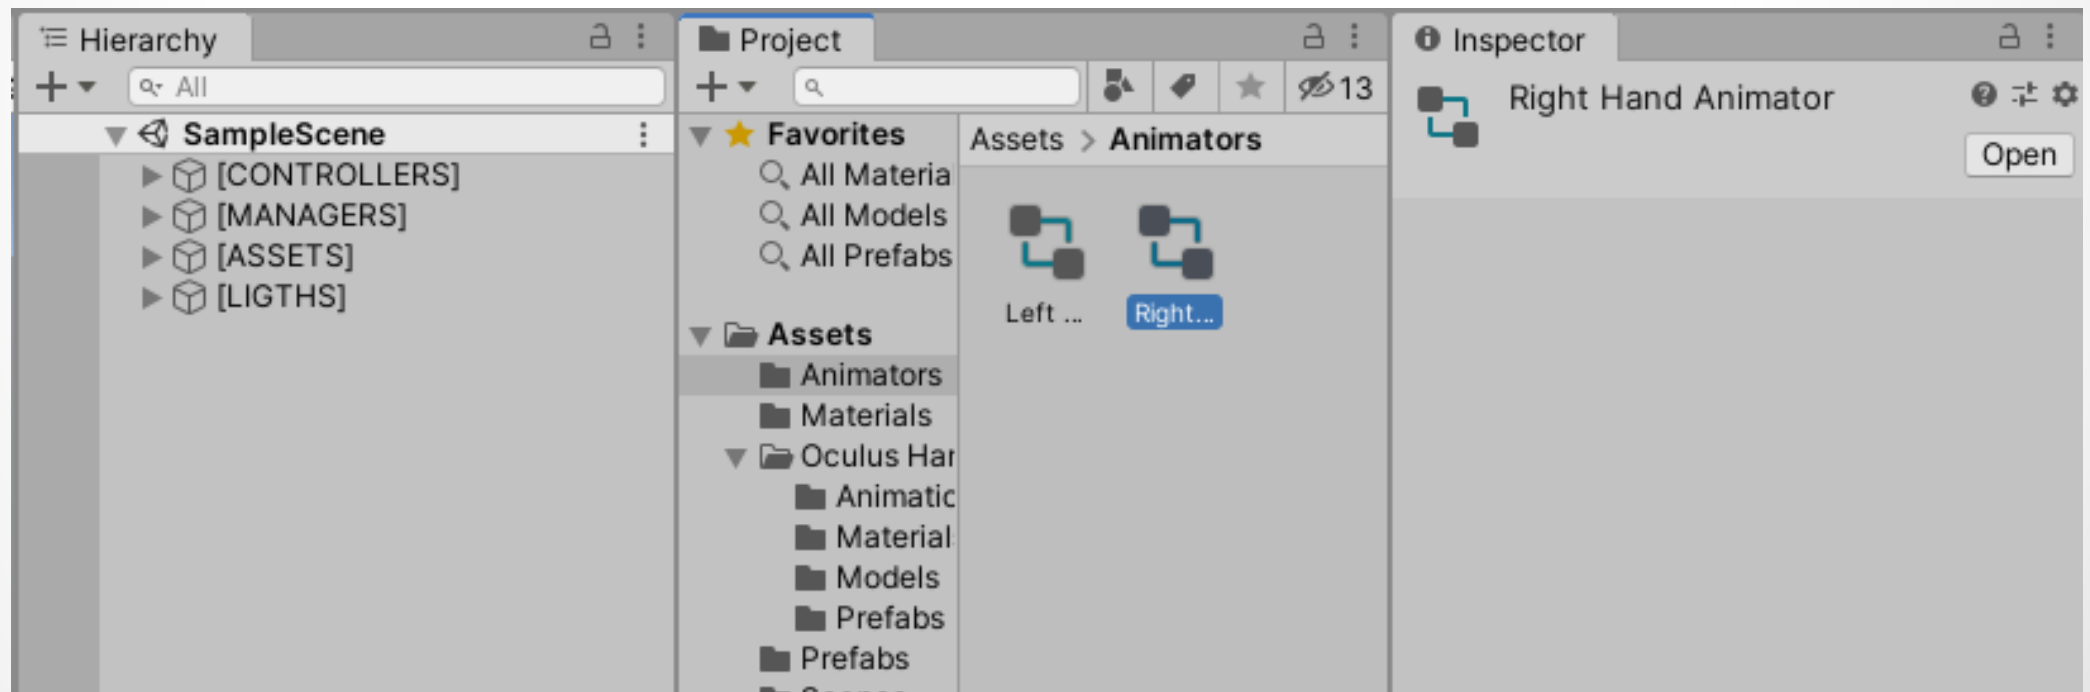 Hierarchy
All
SampleScene
[CONTROLLERS]
[MANAGERS]
[ASSETS]
[LIGTHS]
Project
13
Favorites
All Materia
All Models
All Prefabs
Assets
Animators
Materials
Oculus Har
Animatic
Material
Models
Prefabs
Prefabs
Assets > Animators
Left ...
Right...
Inspector
Right Hand Animator
Open